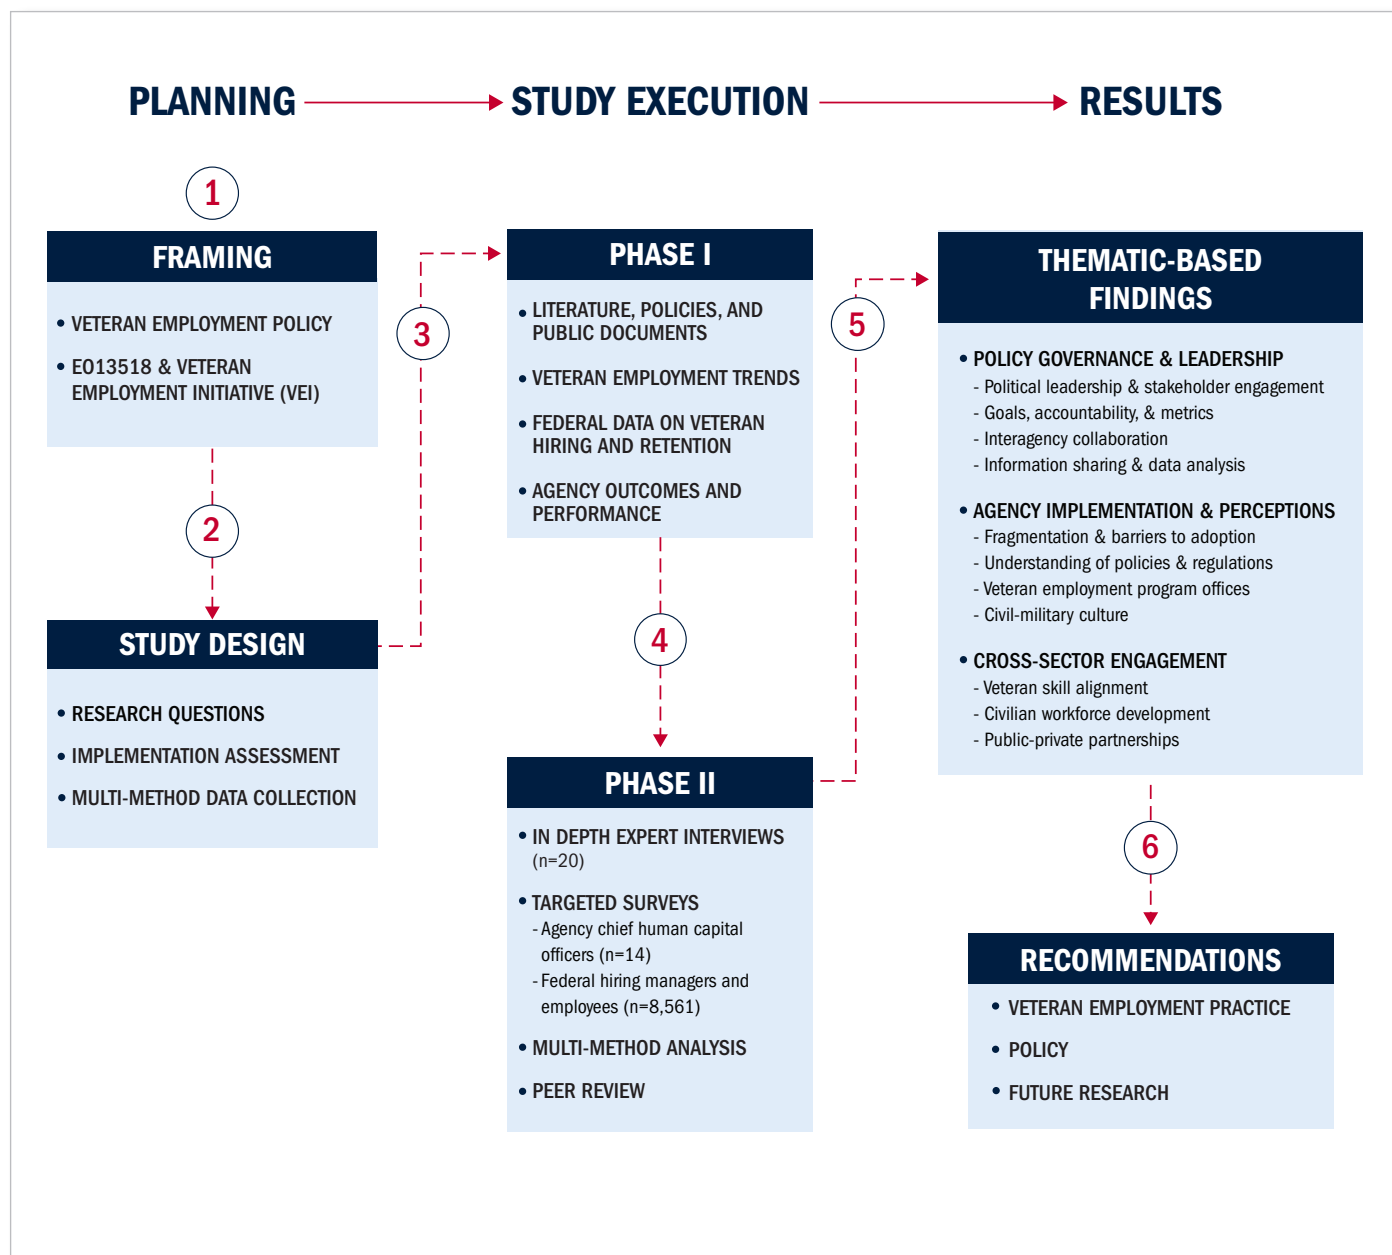 PLANNING
STUDY EXECUTION
RESULTS
1
FRAMING
• VETERAN EMPLOYMENT POLICY
• EO13518 & VETERAN
EMPLOYMENT INITIATIVE (VEI)
2
STUDY DESIGN
• RESEARCH QUESTIONS
• IMPLEMENTATION ASSESSMENT
• MULTI-METHOD DATA COLLECTION
3
PHASE I
• LITERATURE, POLICIES, AND
PUBLIC DOCUMENTS
• VETERAN EMPLOYMENT TRENDS
• FEDERAL DATA ON VETERAN
HIRING AND RETENTION
• AGENCY OUTCOMES AND
PERFORMANCE
4
PHASE II
• IN DEPTH EXPERT INTERVIEWS
(n=20)
• TARGETED SURVEYS
- Agency chief human capital
officers (n=14)
- Federal hiring managers and
employees (n=8,561)
• MULTI-METHOD ANALYSIS
• PEER REVIEW
5
THEMATIC-BASED
FINDINGS
• POLICY GOVERNANCE & LEADERSHIP
- Political leadership & stakeholder engagement
- Goals, accountability, & metrics
- Interagency collaboration
- Information sharing & data analysis
• AGENCY IMPLEMENTATION & PERCEPTIONS
- Fragmentation & barriers to adoption
- Understanding of policies & regulations
- Veteran employment program offices
- Civil-military culture
• CROSS-SECTOR ENGAGEMENT
- Veteran skill alignment
- Civilian workforce development
- Public-private partnerships
6
RECOMMENDATIONS
• VETERAN EMPLOYMENT PRACTICE
• POLICY
• FUTURE RESEARCH